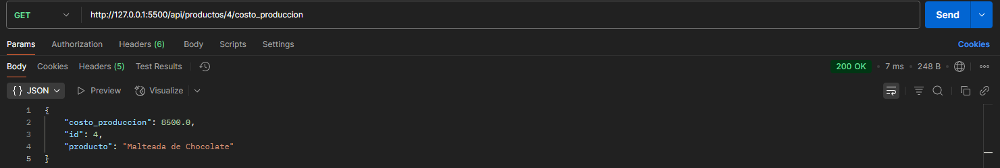 GET http://127.0.0.1:5500/api/productos/4/costo_produccion Send
Params Authorization Headers (6) Body Scripts Settings Cookies
Body Cookies Headers (5) Test Results 200 OK • 7 ms • 248 B •
{} JSON Preview Visualize
1 {
2 "costo_produccion": 8500.0,
3 "id": 4,
4 "producto": "Malteada de Chocolate"
5 }